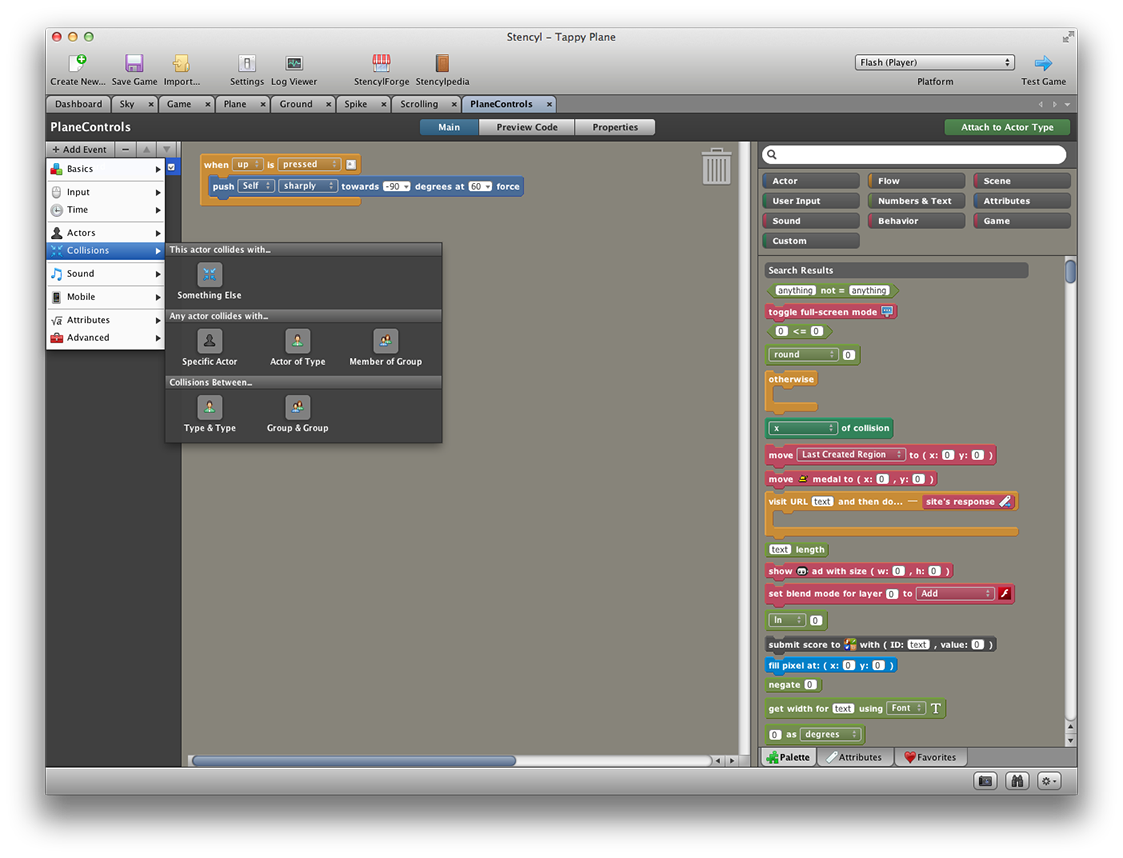 Stencyl – Tappy Plane
Create New... Save Game Import... Settings Log Viewer StencylForge Stencylpedia Flash (Player) Platform Test Game
Dashboard Sky × Game × Plane × Ground × Spike × Scrolling × PlaneControls ×
PlaneControls Main Preview Code Properties Attach to Actor Type
+ Add Event −
Basics
Input
Time
Actors
Collisions
Sound
Mobile
√a Attributes
Advanced
This actor collides with...
Something Else
Any actor collides with...
Specific Actor Actor of Type Member of Group
Collisions Between...
Type & Type Group & Group
when up is pressed
push Self sharply towards -90 degrees at 60 force
Actor Flow Scene
User Input Numbers & Text Attributes
Sound Behavior Game
Custom
Search Results
anything not = anything
toggle full-screen mode
0 <= 0
round 0
otherwise
x of collision
move Last Created Region to ( x: 0 y: 0 )
move medal to ( x: 0 , y: 0 )
visit URL text and then do... — site's response
text length
show ad with size ( w: 0 , h: 0 )
set blend mode for layer 0 to Add
ln 0
submit score to with ( ID: text , value: 0 )
fill pixel at: ( x: 0 y: 0 )
negate 0
get width for text using Font T
0 as degrees
Palette Attributes Favorites